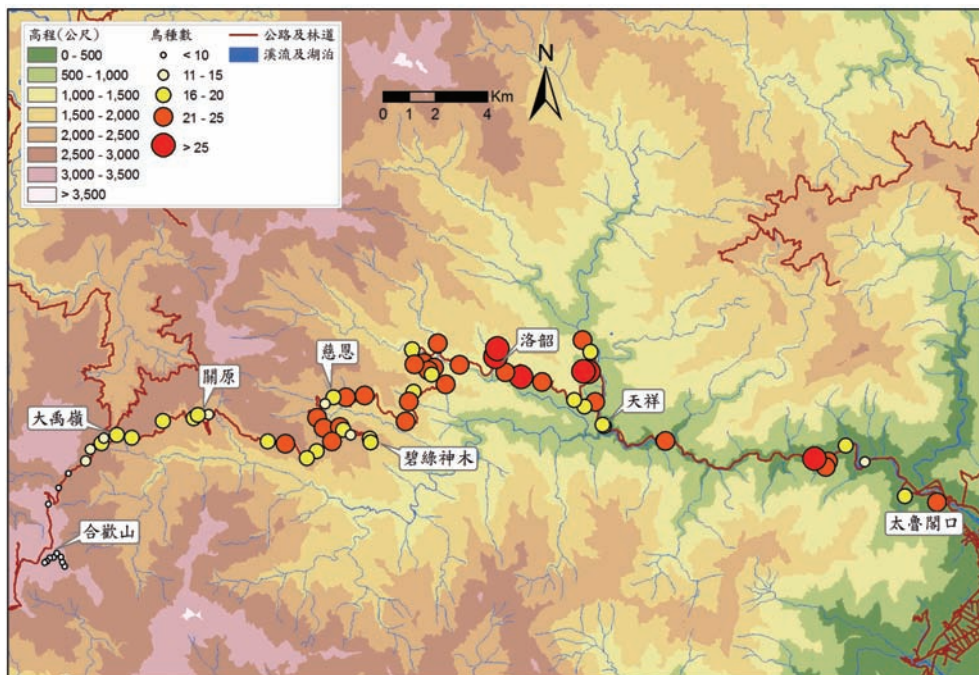 高程(公尺)
0 - 500
500 - 1,000
1,000 - 1,500
1,500 - 2,000
2,000 - 2,500
2,500 - 3,000
3,000 - 3,500
> 3,500
鳥種數
< 10
11 - 15
16 - 20
21 - 25
> 25
公路及林道
溪流及湖泊
N
Km
0 1 2 4
慈恩
洛韶
關原
大禹嶺
天祥
碧綠神木
太魯閣口
合歡山